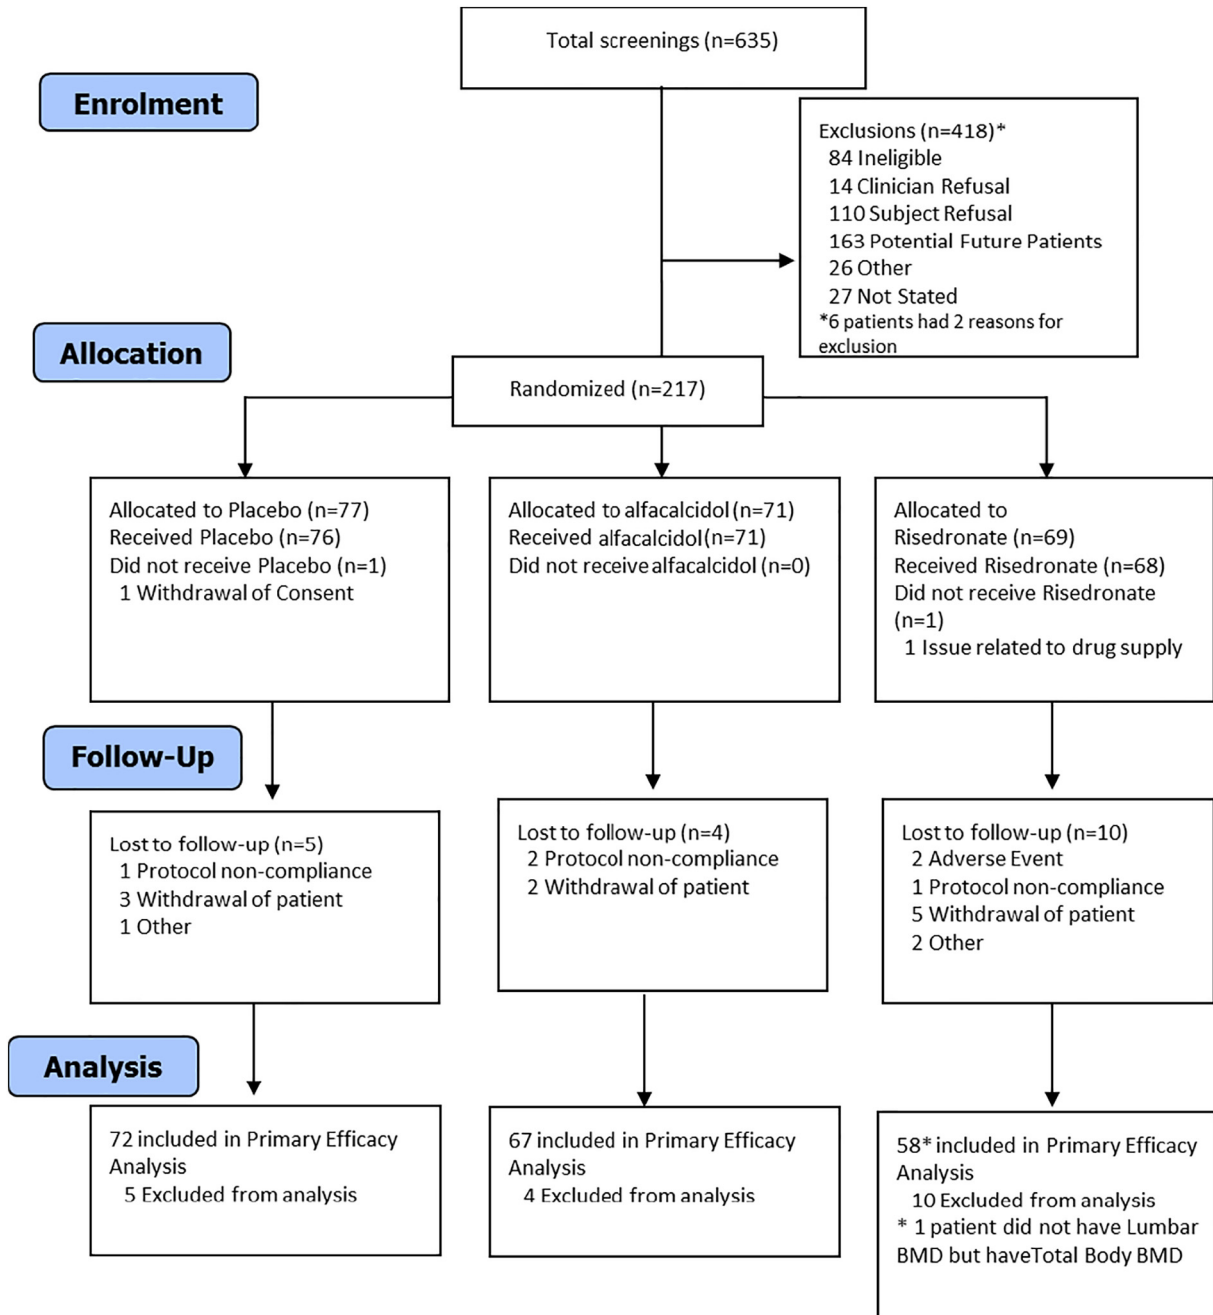 Total screenings (n=635)
Enrolment
Exclusions (n=418)*
84 Ineligible
14 Clinician Refusal
110 Subject Refusal
163 Potential Future Patients
26 Other
27 Not Stated
*6 patients had 2 reasons for
exclusion
Allocation
Randomized (n=217)
Allocated to Placebo (n=77)
Received Placebo (n=76)
Did not receive Placebo (n=1)
1 Withdrawal of Consent
Allocated to alfacalcidol (n=71)
Received alfacalcidol (n=71)
Did not receive alfacalcidol (n=0)
Allocated to
Risedronate (n=69)
Received Risedronate (n=68)
Did not receive Risedronate
(n=1)
1 Issue related to drug supply
Follow-Up
Lost to follow-up (n=5)
1 Protocol non-compliance
3 Withdrawal of patient
1 Other
Lost to follow-up (n=4)
2 Protocol non-compliance
2 Withdrawal of patient
Lost to follow-up (n=10)
2 Adverse Event
1 Protocol non-compliance
5 Withdrawal of patient
2 Other
Analysis
72 included in Primary Efficacy
Analysis
5 Excluded from analysis
67 included in Primary Efficacy
Analysis
4 Excluded from analysis
58* included in Primary Efficacy
Analysis
10 Excluded from analysis
* 1 patient did not have Lumbar
BMD but haveTotal Body BMD